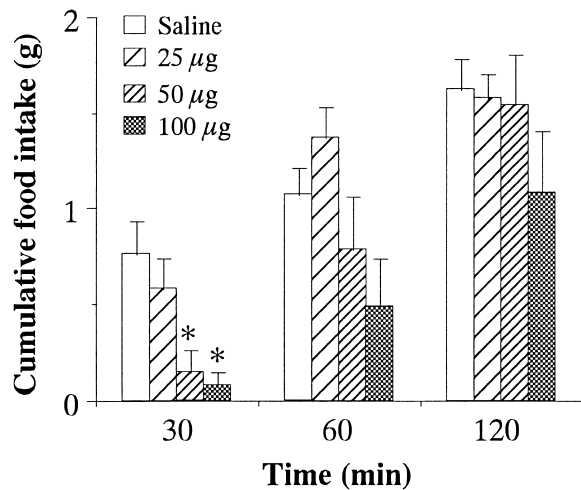 2
Saline
25 μg
50 μg
100 μg
1
0
* *
30 60 120
Time (min)
Cumulative food intake (g)